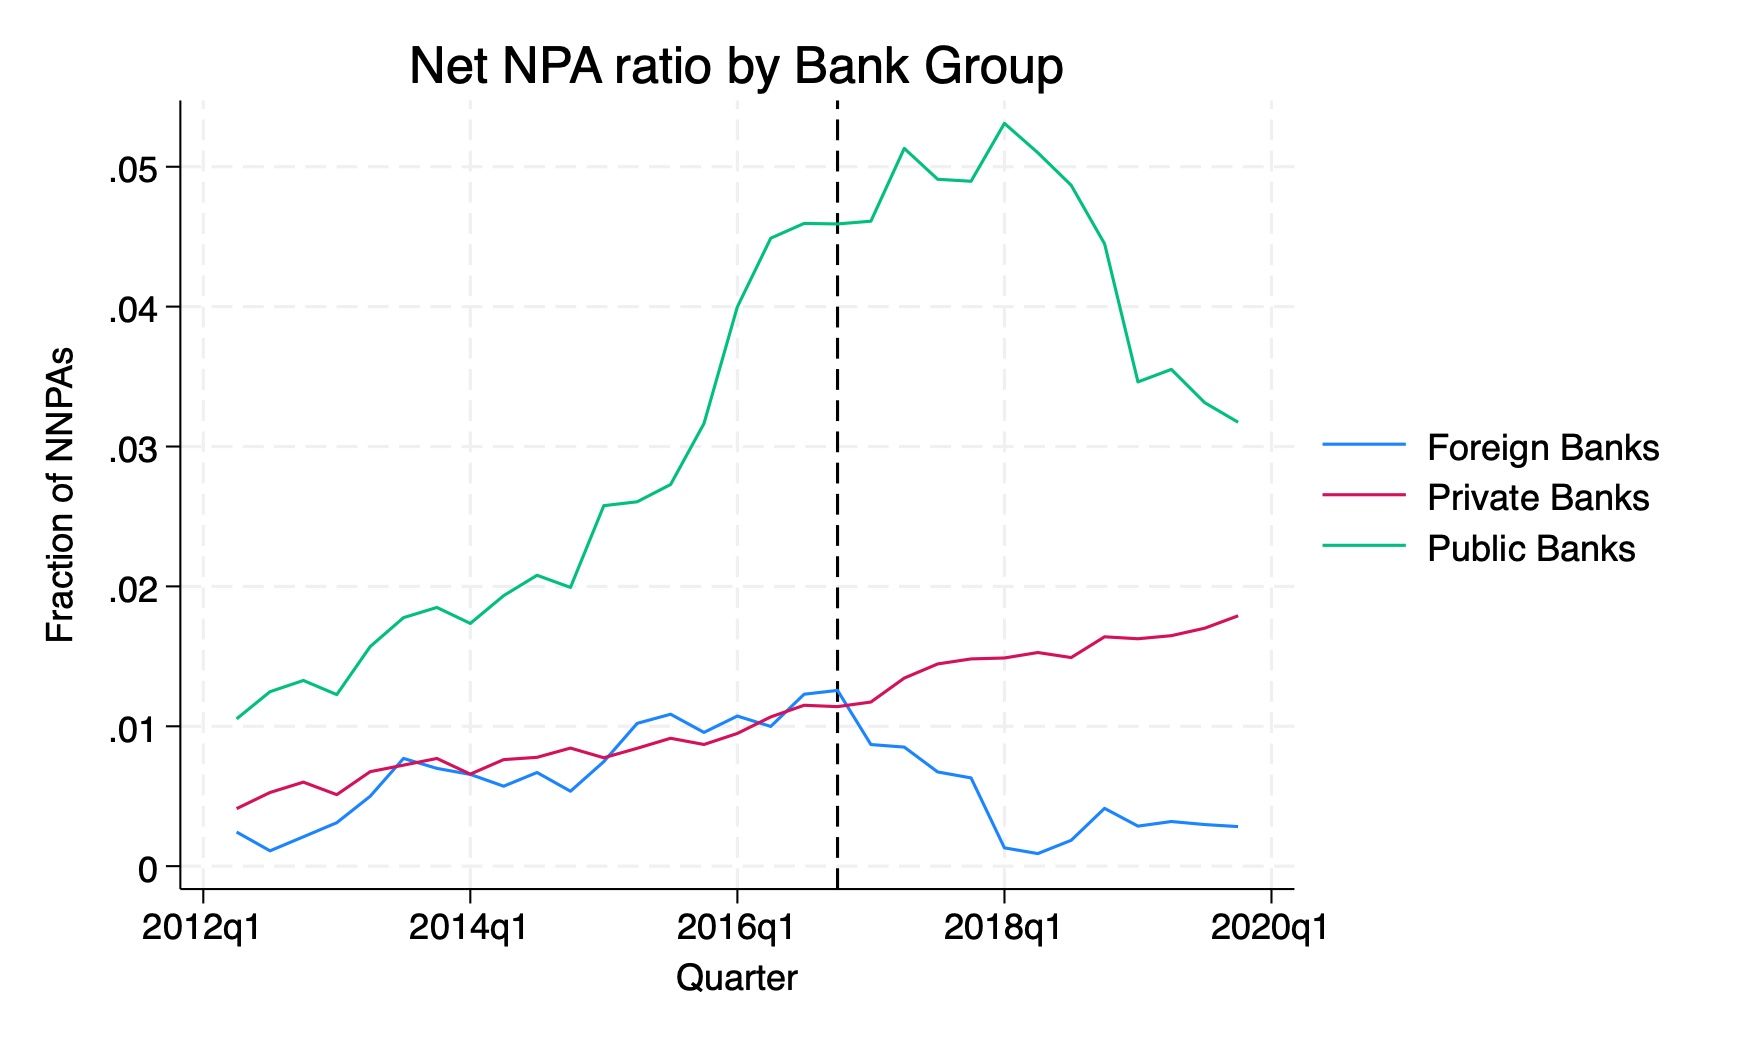 Net NPA ratio by Bank Group
Fraction of NNPAs
.05
.04
.03
.02
.01
0
2012q1 2014q1 2016q1 2018q1 2020q1
Quarter
Foreign Banks
Private Banks
Public Banks